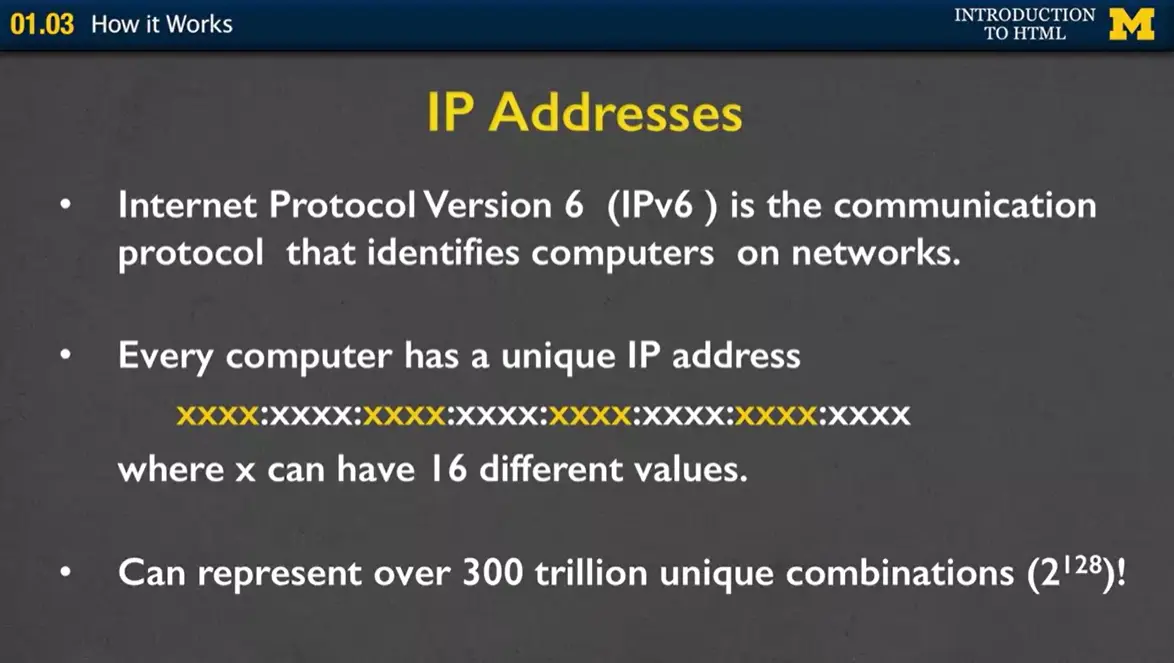 01.03 How it Works
INTRODUCTION
TO HTML
M
IP Addresses
• Internet Protocol Version 6 (IPv6 ) is the communication
protocol that identifies computers on networks.
• Every computer has a unique IP address
xxxx:xxxx:xxxx:xxxx:xxxx:xxxx:xxxx:xxxx
where x can have 16 different values.
• Can represent over 300 trillion unique combinations (2¹²⁸)!